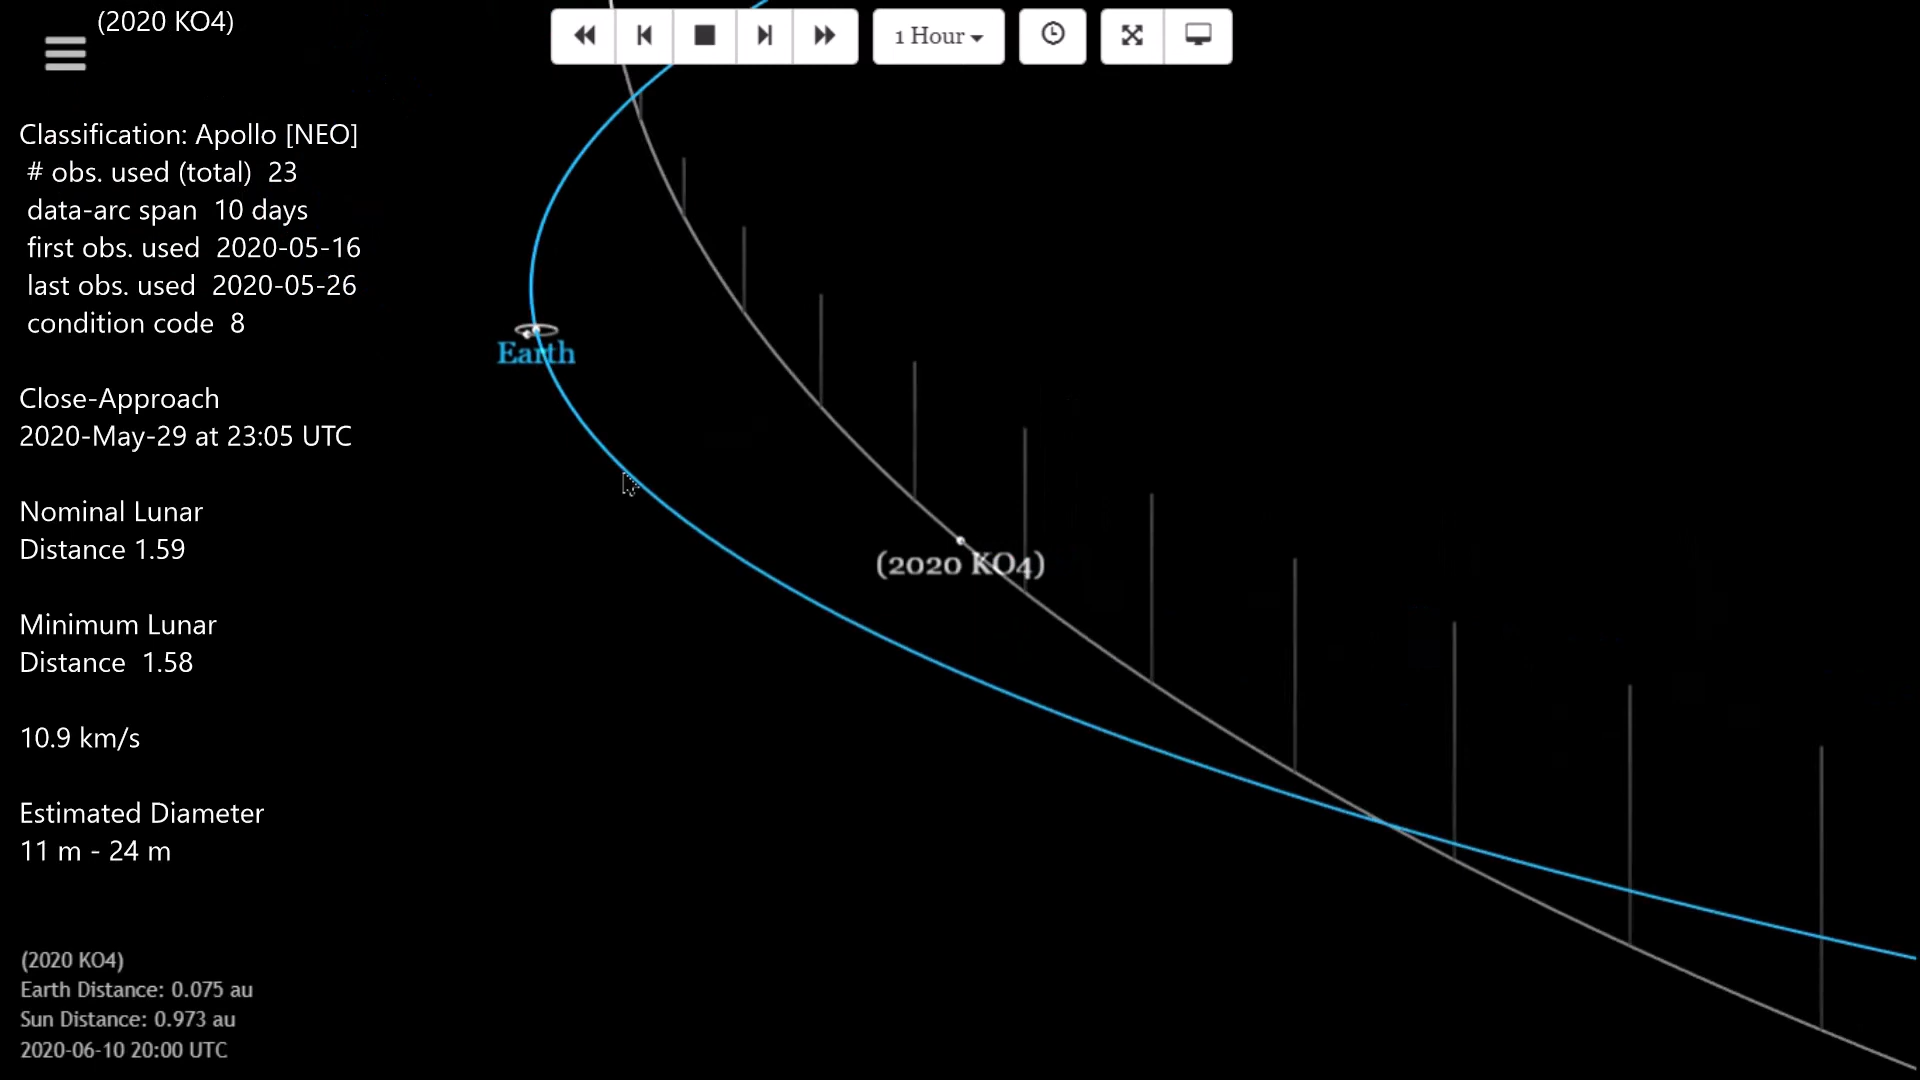 (2020 KO4)
1 Hour
Classification: Apollo [NEO]
# obs. used (total) 23
data-arc span 10 days
first obs. used 2020-05-16
last obs. used 2020-05-26
condition code 8
Earth
Close-Approach
2020-May-29 at 23:05 UTC
Nominal Lunar
Distance 1.59
(2020 KO4)
Minimum Lunar
Distance 1.58
10.9 km/s
Estimated Diameter
11 m - 24 m
(2020 KO4)
Earth Distance: 0.075 au
Sun Distance: 0.973 au
2020-06-10 20:00 UTC